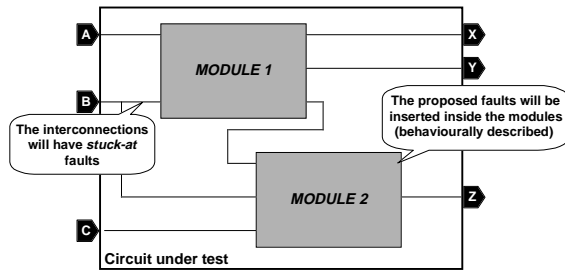 A
X
MODULE 1
Y
B
The interconnections
will have stuck-at
faults
The proposed faults will be
inserted inside the modules
(behaviourally described)
MODULE 2
Z
C
Circuit under test